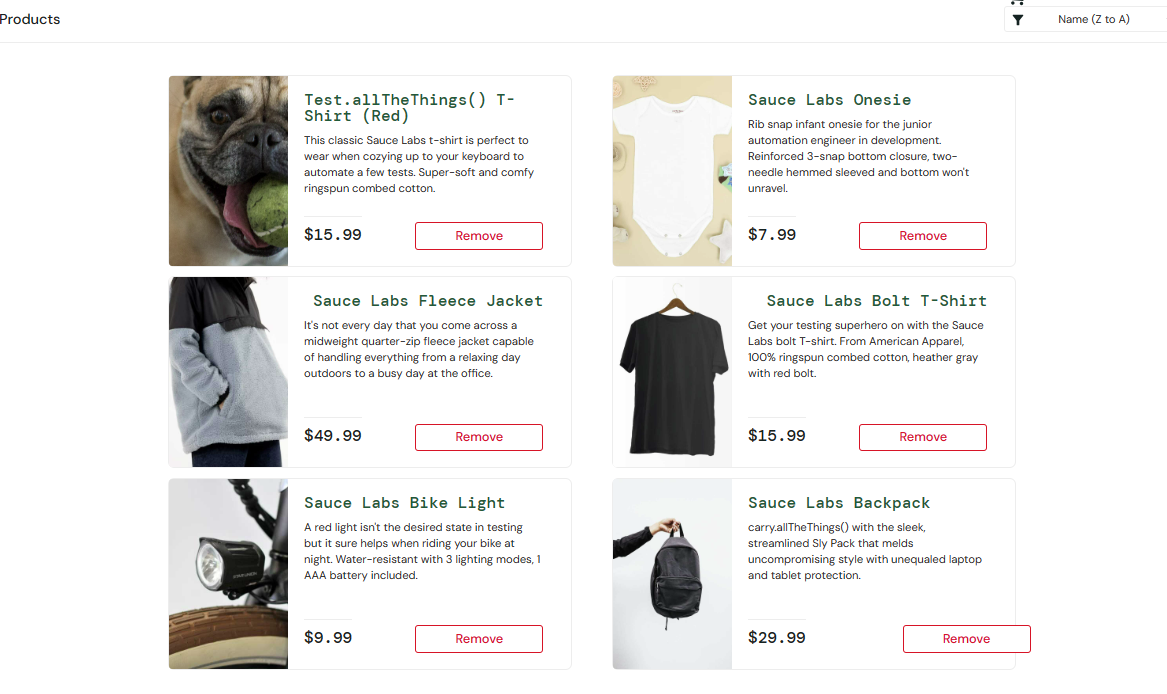 Products
Name (Z to A)
Test.allTheThings() T-
Shirt (Red)
This classic Sauce Labs t-shirt is perfect to
wear when cozying up to your keyboard to
automate a few tests. Super-soft and comfy
ringspun combed cotton.
$15.99
Remove
Sauce Labs Onesie
Rib snap infant onesie for the junior
automation engineer in development.
Reinforced 3-snap bottom closure, two-
needle hemmed sleeved and bottom won't
unravel.
$7.99
Remove
Sauce Labs Fleece Jacket
It's not every day that you come across a
midweight quarter-zip fleece jacket capable
of handling everything from a relaxing day
outdoors to a busy day at the office.
$49.99
Remove
Sauce Labs Bolt T-Shirt
Get your testing superhero on with the Sauce
Labs bolt T-shirt. From American Apparel,
100% ringspun combed cotton, heather gray
with red bolt.
$15.99
Remove
Sauce Labs Bike Light
A red light isn't the desired state in testing
but it sure helps when riding your bike at
night. Water-resistant with 3 lighting modes, 1
AAA battery included.
$9.99
Remove
Sauce Labs Backpack
carry.allTheThings() with the sleek,
streamlined Sly Pack that melds
uncompromising style with unequaled laptop
and tablet protection.
$29.99
Remove